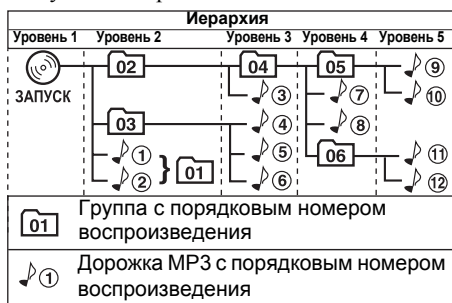 Иерархия
Уровень 1 Уровень 2 Уровень 3 Уровень 4 Уровень 5
02 04 05 ⑨
ЗАПУСК ③ ⑦ ⑩
03 ④ ⑧
① ⑤ 06 ⑪
② } 01 ⑥ ⑫
01 Группа с порядковым номером
воспроизведения
① Дорожка MP3 с порядковым номером
воспроизведения